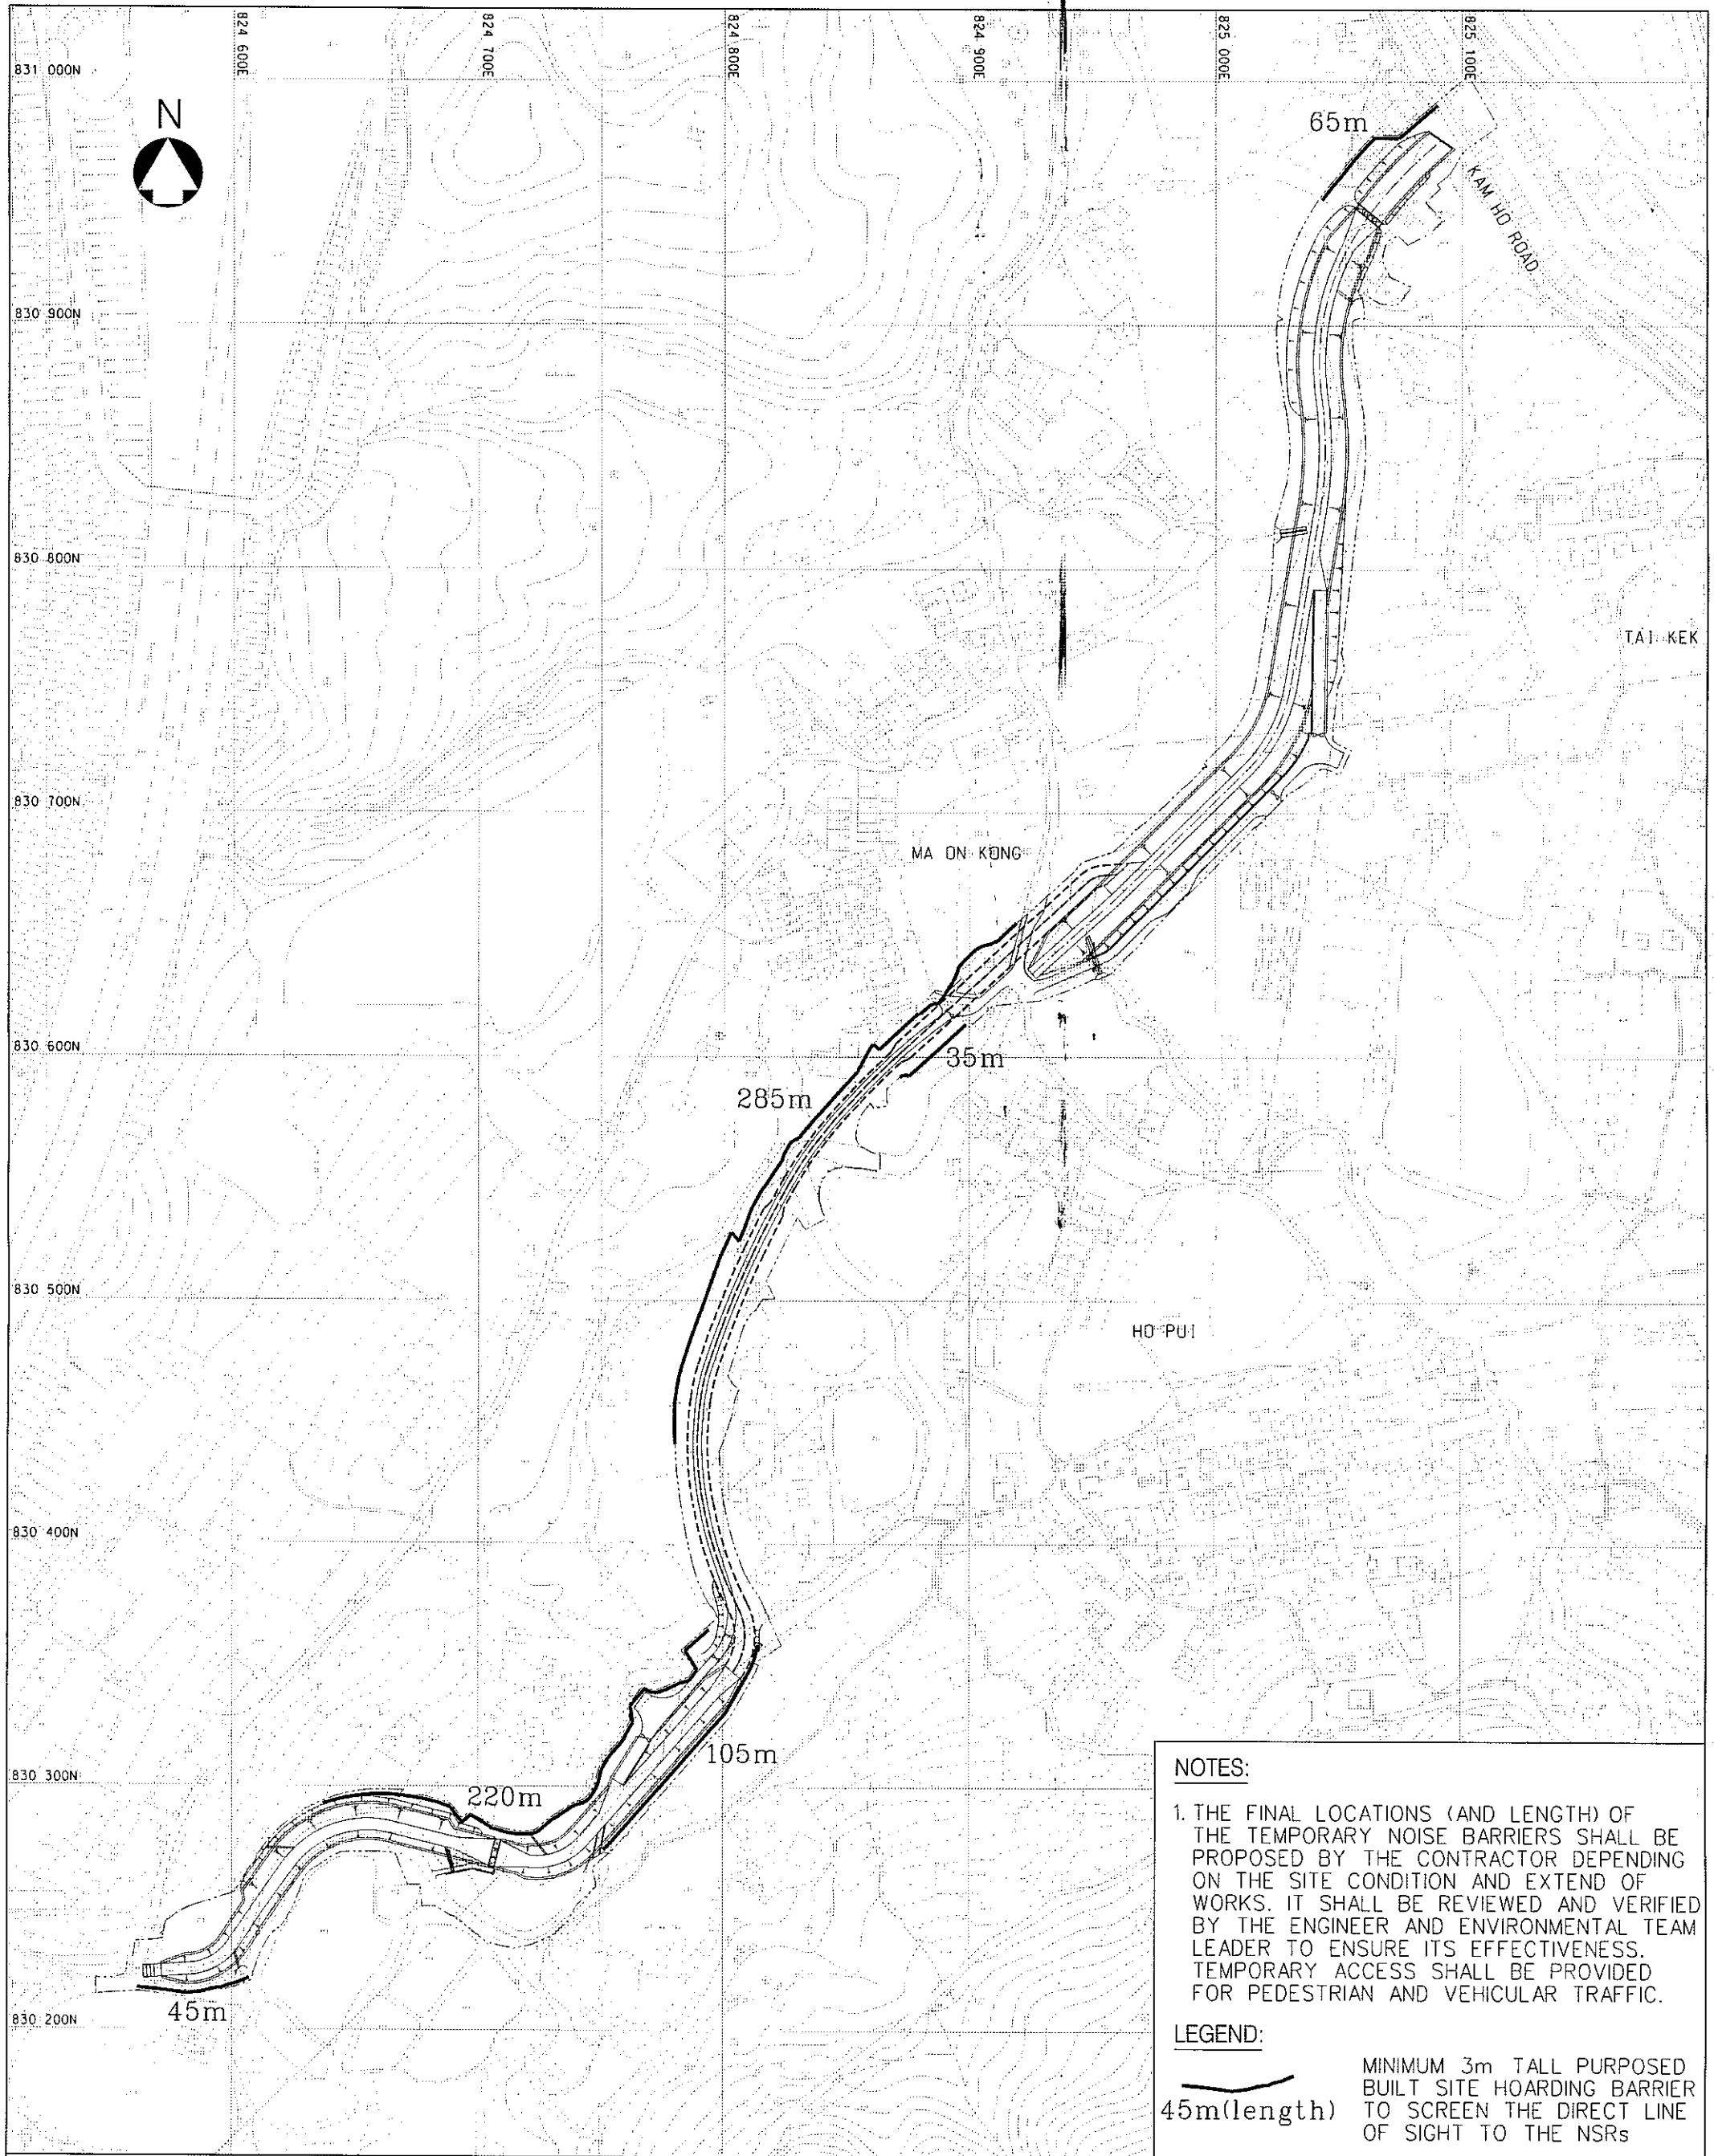 824 600E
824 700E
824 800E
824 900E
825 000E
825 100E
831 000N
N
65m
KAM HO ROAD
830 900N
830 800N
TAI KEK
830 700N
MA ON KONG
830 600N
35m
285m
830 500N
HO PUI
830 400N
105m
830 300N
220m
45m
830 200N
NOTES:
1. THE FINAL LOCATIONS (AND LENGTH) OF
THE TEMPORARY NOISE BARRIERS SHALL BE
PROPOSED BY THE CONTRACTOR DEPENDING
ON THE SITE CONDITION AND EXTEND OF
WORKS. IT SHALL BE REVIEWED AND VERIFIED
BY THE ENGINEER AND ENVIRONMENTAL TEAM
LEADER TO ENSURE ITS EFFECTIVENESS.
TEMPORARY ACCESS SHALL BE PROVIDED
FOR PEDESTRIAN AND VEHICULAR TRAFFIC.
LEGEND:
45m(length)
MINIMUM 3m TALL PURPOSED
BUILT SITE HOARDING BARRIER
TO SCREEN THE DIRECT LINE
OF SIGHT TO THE NSRs